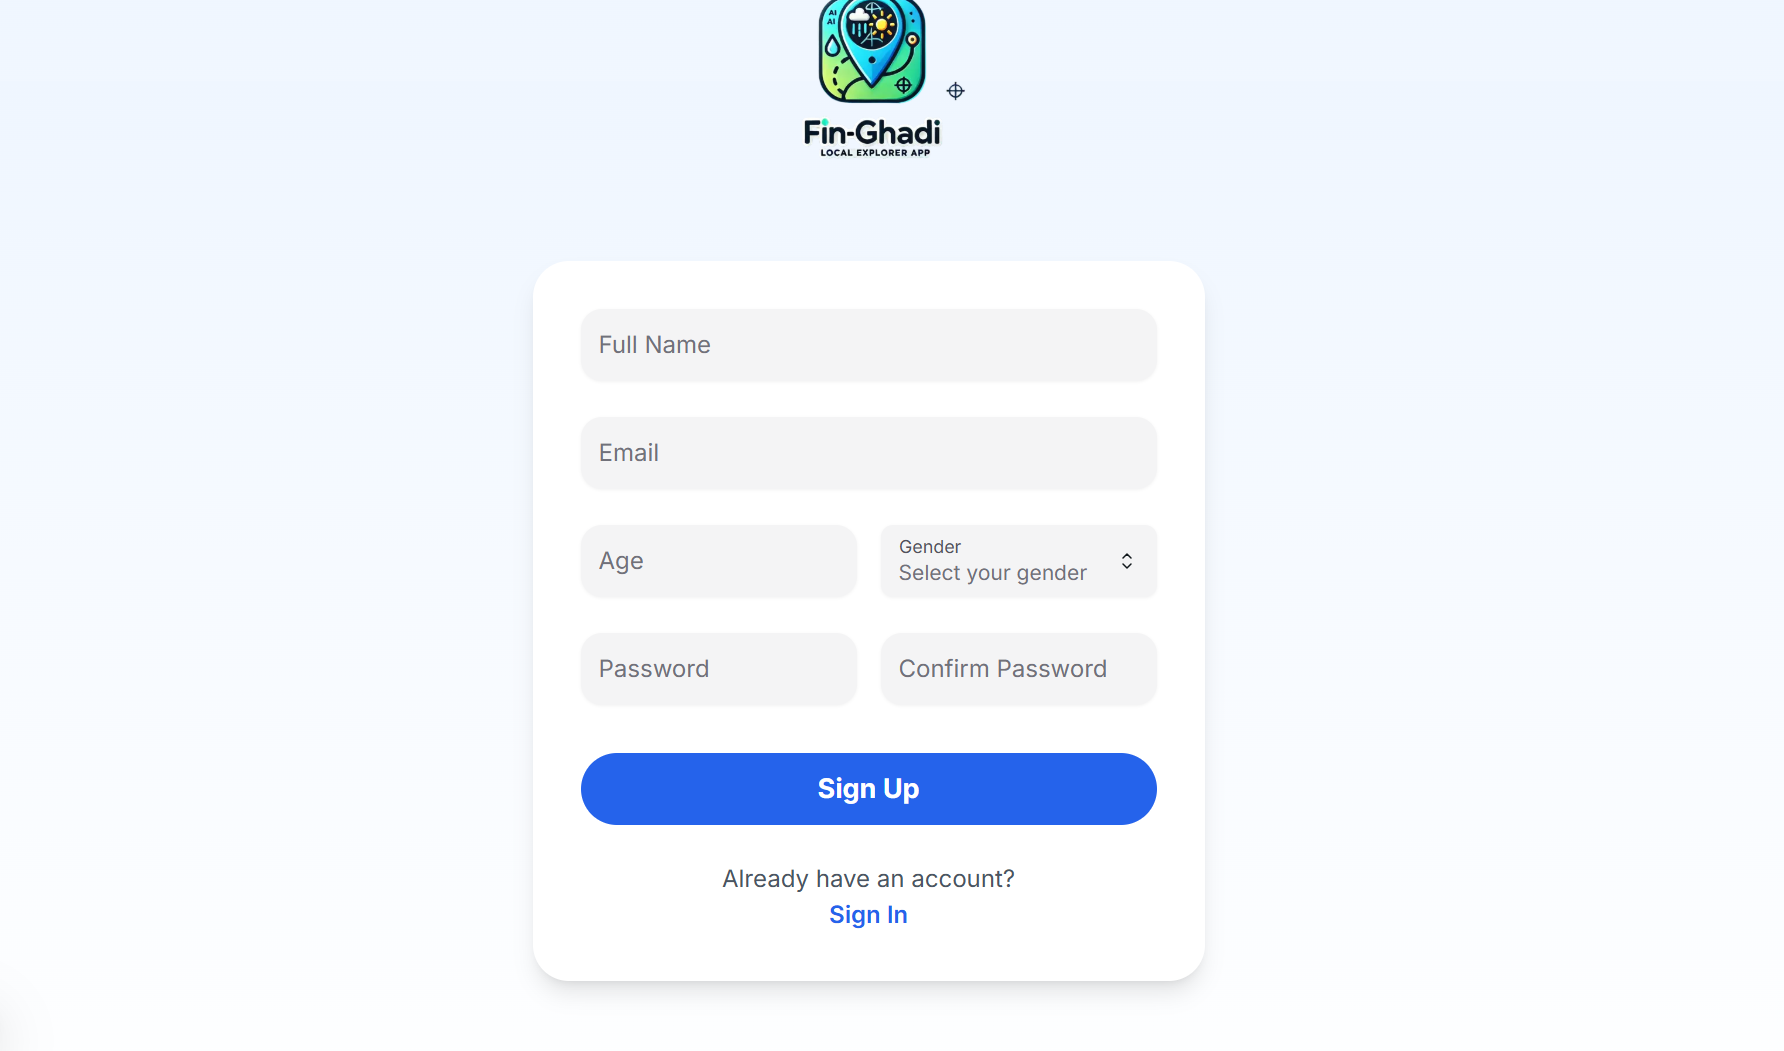 AI
AI
Fin-Ghadi
LOCAL EXPLORER APP
Full Name
Email
Age
Gender
Select your gender
Password
Confirm Password
Sign Up
Already have an account?
Sign In